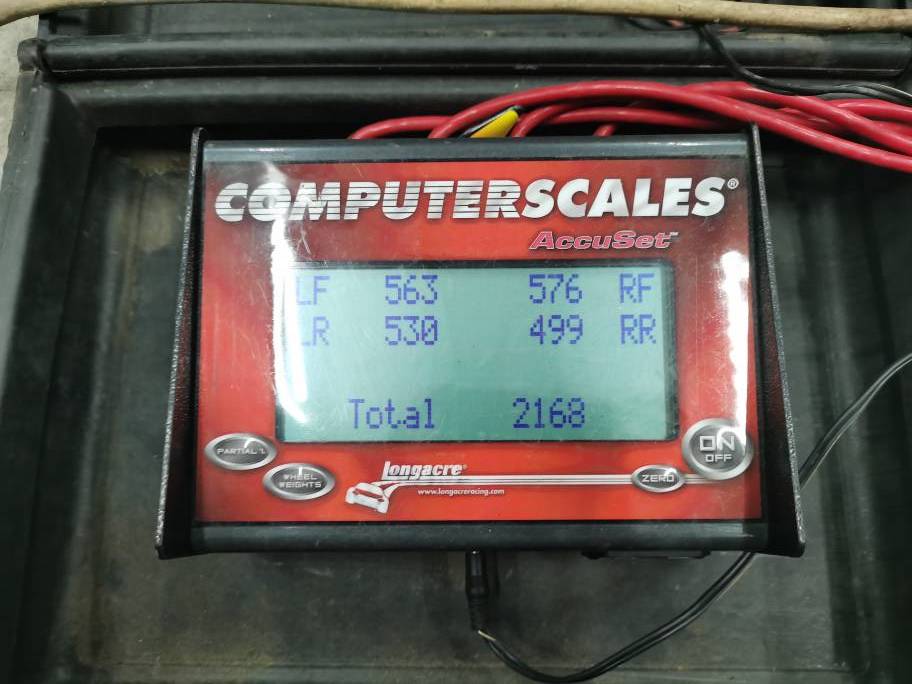 COMPUTERSCALES®
AccuSet™
LF 563 576 RF
LR 530 499 RR
Total 2168
PARTIAL %
WHEEL WEIGHTS
Longacre®
www.longacreracing.com
ZERO
ON
OFF